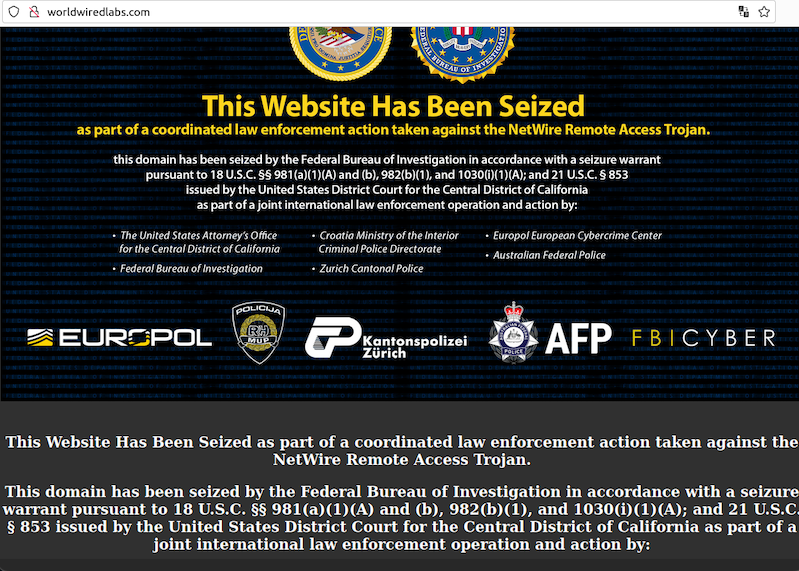 worldwiredlabs.com
FEDERAL BUREAU OF INVESTIGATION
This Website Has Been Seized
as part of a coordinated law enforcement action taken against the NetWire Remote Access Trojan.
this domain has been seized by the Federal Bureau of Investigation in accordance with a seizure warrant
pursuant to 18 U.S.C. §§ 981(a)(1)(A) and (b), 982(b)(1), and 1030(i)(1)(A); and 21 U.S.C. § 853
issued by the United States District Court for the Central District of California
as part of a joint international law enforcement operation and action by:
• The United States Attorney's Office
for the Central District of California
• Federal Bureau of Investigation
• Croatia Ministry of the Interior
Criminal Police Directorate
• Zurich Cantonal Police
• Europol European Cybercrime Center
• Australian Federal Police
EUROPOL
POLICIJA
MUP
Kantonspolizei
Zürich
POLICE
AFP
FBICYBER
This Website Has Been Seized as part of a coordinated law enforcement action taken against the
NetWire Remote Access Trojan.
This domain has been seized by the Federal Bureau of Investigation in accordance with a seizure
warrant pursuant to 18 U.S.C. §§ 981(a)(1)(A) and (b), 982(b)(1), and 1030(i)(1)(A); and 21 U.S.C.
§ 853 issued by the United States District Court for the Central District of California as part of a
joint international law enforcement operation and action by: